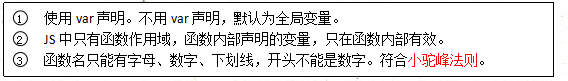 ① 使用 var 声明。不用 var 声明，默认为全局变量。
② JS 中只有函数作用域，函数内部声明的变量，只在函数内部有效。
③ 函数名只能有字母、数字、下划线，开头不能是数字。符合小驼峰法则。